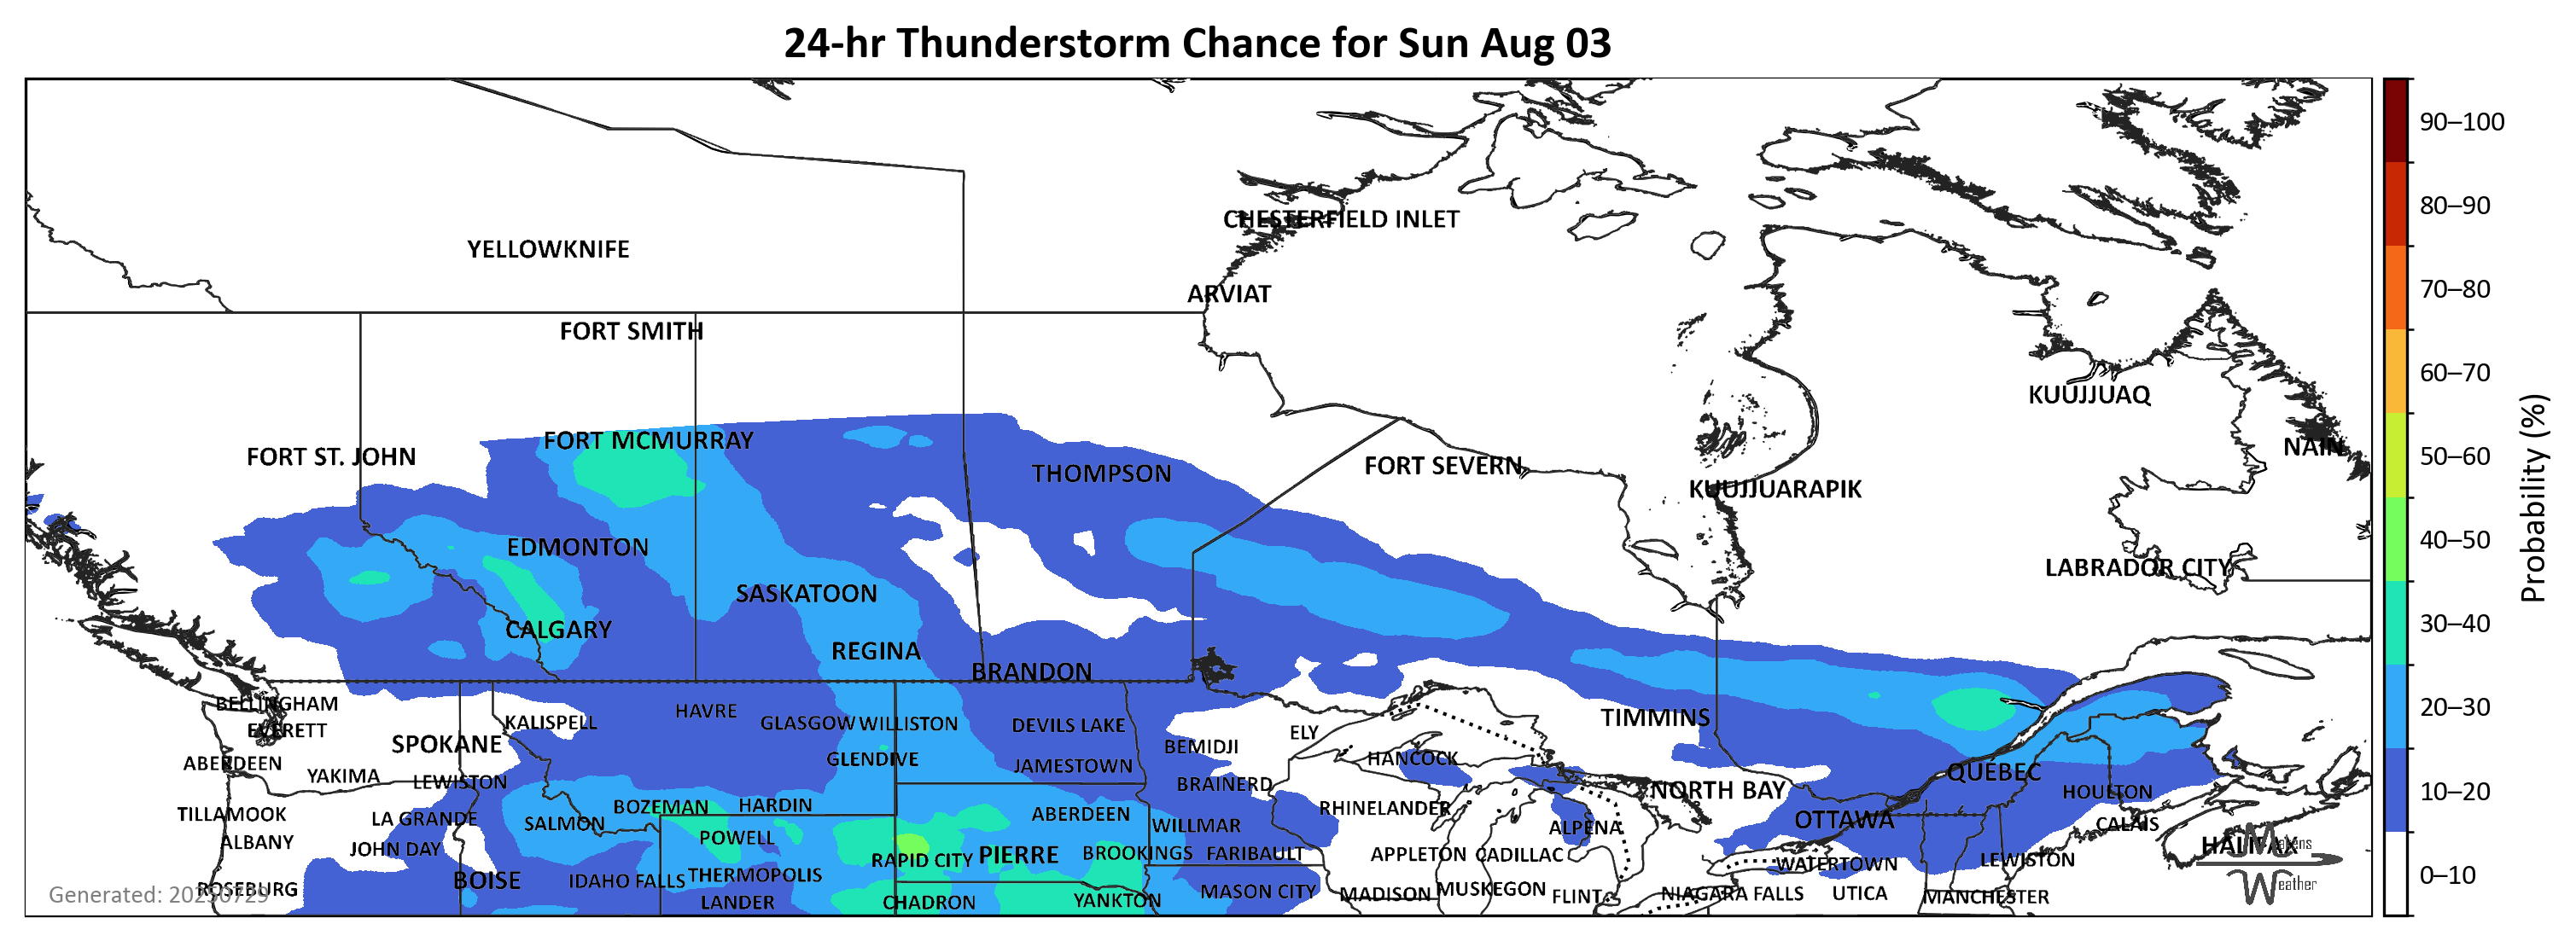 24-hr Thunderstorm Chance for Sun Aug 03
90–100
80–90
CHESTERFIELD INLET
YELLOWKNIFE
70–80
ARVIAT
FORT SMITH
60–70
KUUJJUAQ
FORT MCMURRAY
NAIN
50–60
FORT ST. JOHN
FORT SEVERN
THOMPSON
KUUJJUARAPIK
Probability (%)
40–50
EDMONTON
LABRADOR CITY
SASKATOON
30–40
CALGARY
REGINA
BRANDON
BELLINGHAM
20–30
HAVRE
TIMMINS
KALISPELL
GLASGOW
WILLISTON
DEVILS LAKE
EVERETT
ELY
SPOKANE
BEMIDJI
GLENDIVE
HANCOCK
ABERDEEN
JAMESTOWN
QUÉBEC
YAKIMA
LEWISTON
BRAINERD
NORTH BAY
HOULTON
10–20
BOZEMAN
HARDIN
RHINELANDER
TILLAMOOK
LA GRANDE
SALMON
ABERDEEN
WILLMAR
ALPENA
OTTAWA
CALAIS
ALBANY
POWELL
HALIFAX
Makens
JOHN DAY
RAPID CITY
PIERRE
BROOKINGS
FARIBAULT
APPLETON
CADILLAC
WATERTOWN
LEWISTON
BOISE
IDAHO FALLS
THERMOPOLIS
0–10
Weather
ROSEBURG
Generated: 20250729
MASON CITY
MADISON
MUSKEGON
FLINT
NIAGARA FALLS
UTICA
MANCHESTER
LANDER
CHADRON
YANKTON